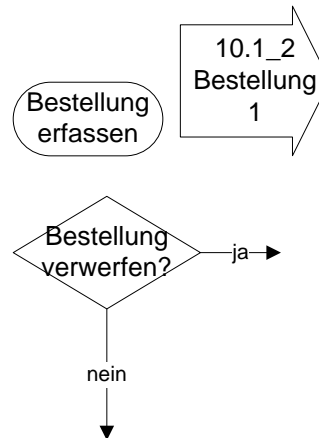 Bestellung
erfassen
10.1_2
Bestellung
1
Bestellung
verwerfen?
ja
nein